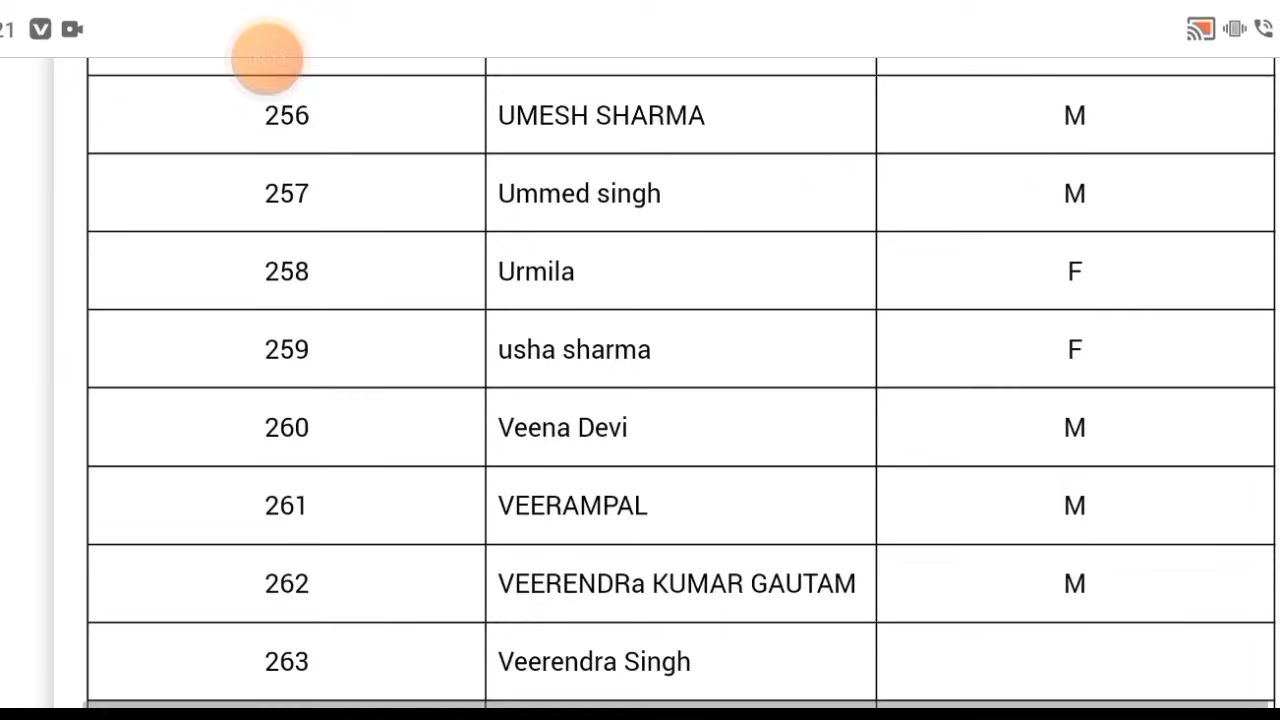 21
256 UMESH SHARMA M
257 Ummed singh M
258 Urmila F
259 usha sharma F
260 Veena Devi M
261 VEERAMPAL M
262 VEERENDRa KUMAR GAUTAM M
263 Veerendra Singh